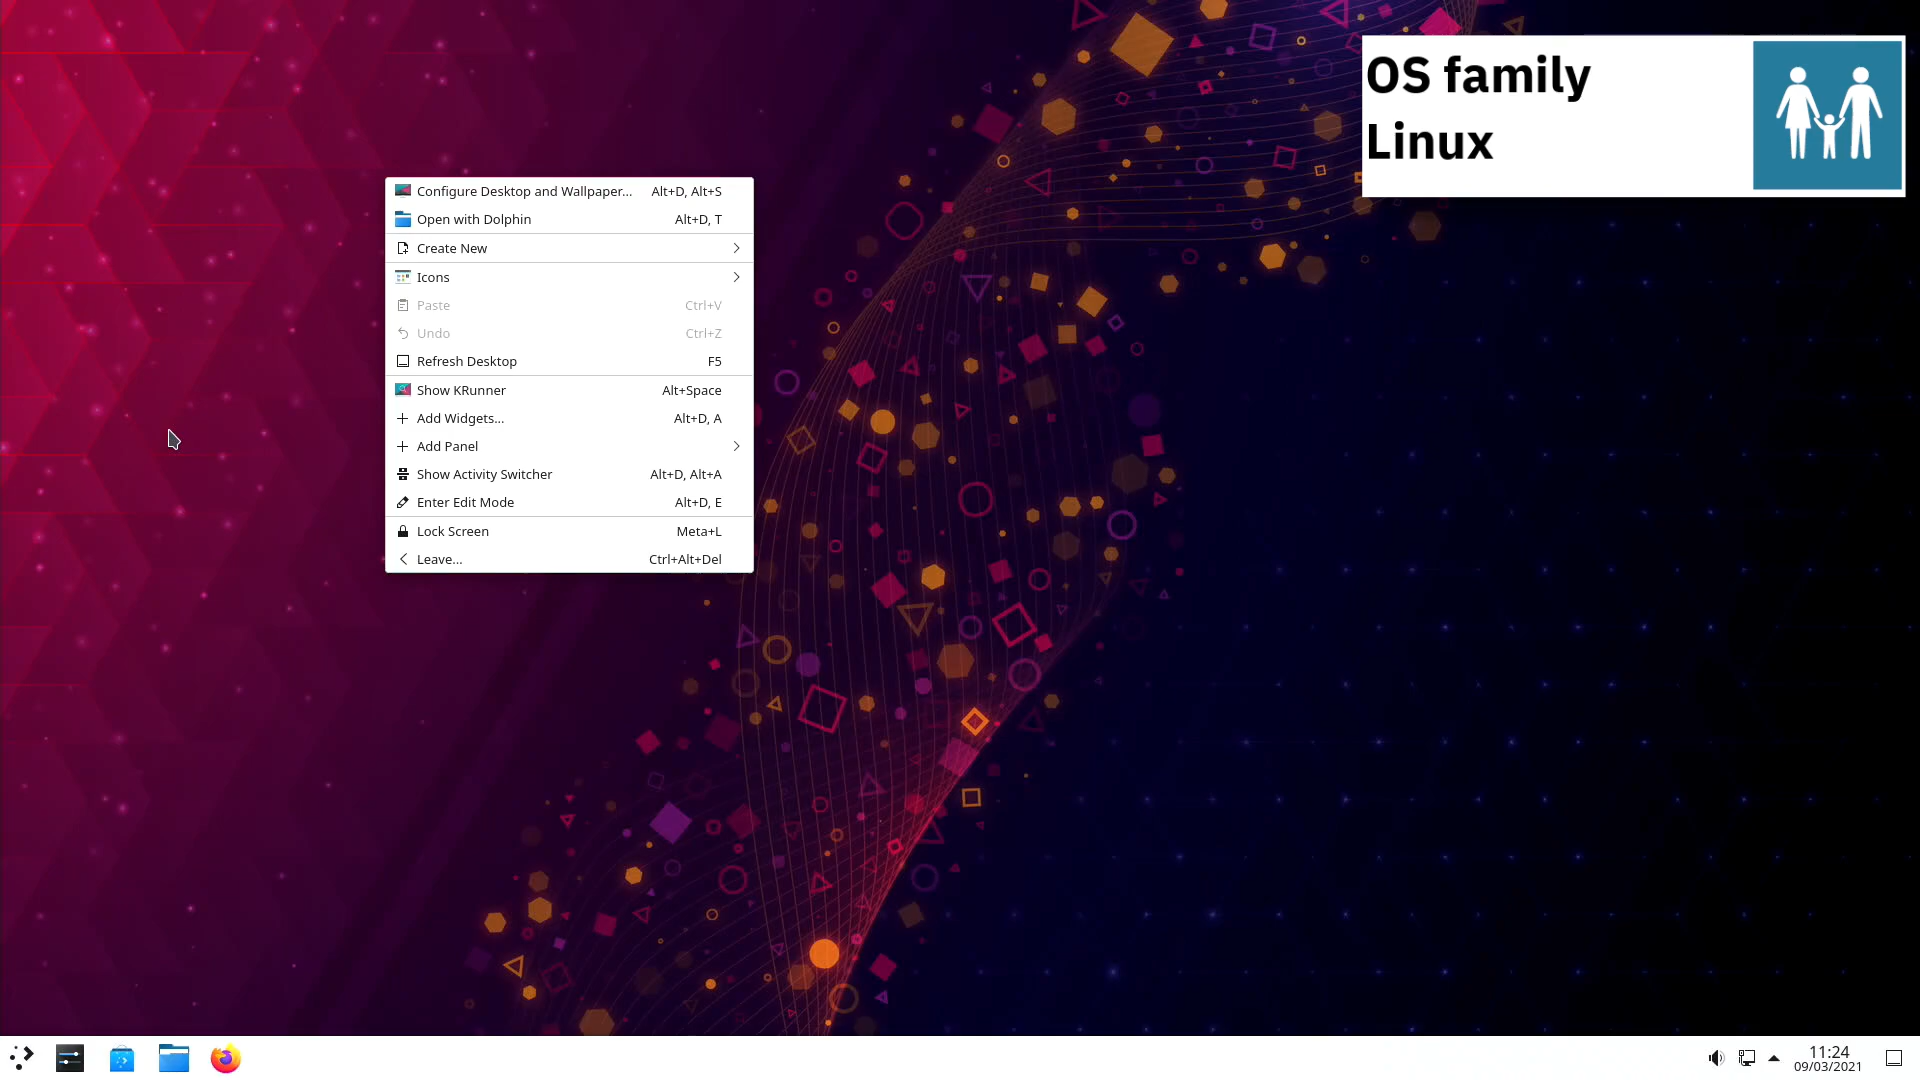 OS family
Linux
Configure Desktop and Wallpaper... Alt+D, Alt+S
Open with Dolphin Alt+D, T
Create New
Icons
Paste Ctrl+V
Undo Ctrl+Z
Refresh Desktop F5
Show KRunner Alt+Space
Add Widgets... Alt+D, A
Add Panel
Show Activity Switcher Alt+D, Alt+A
Enter Edit Mode Alt+D, E
Lock Screen Meta+L
Leave... Ctrl+Alt+Del
11:24
09/03/2021